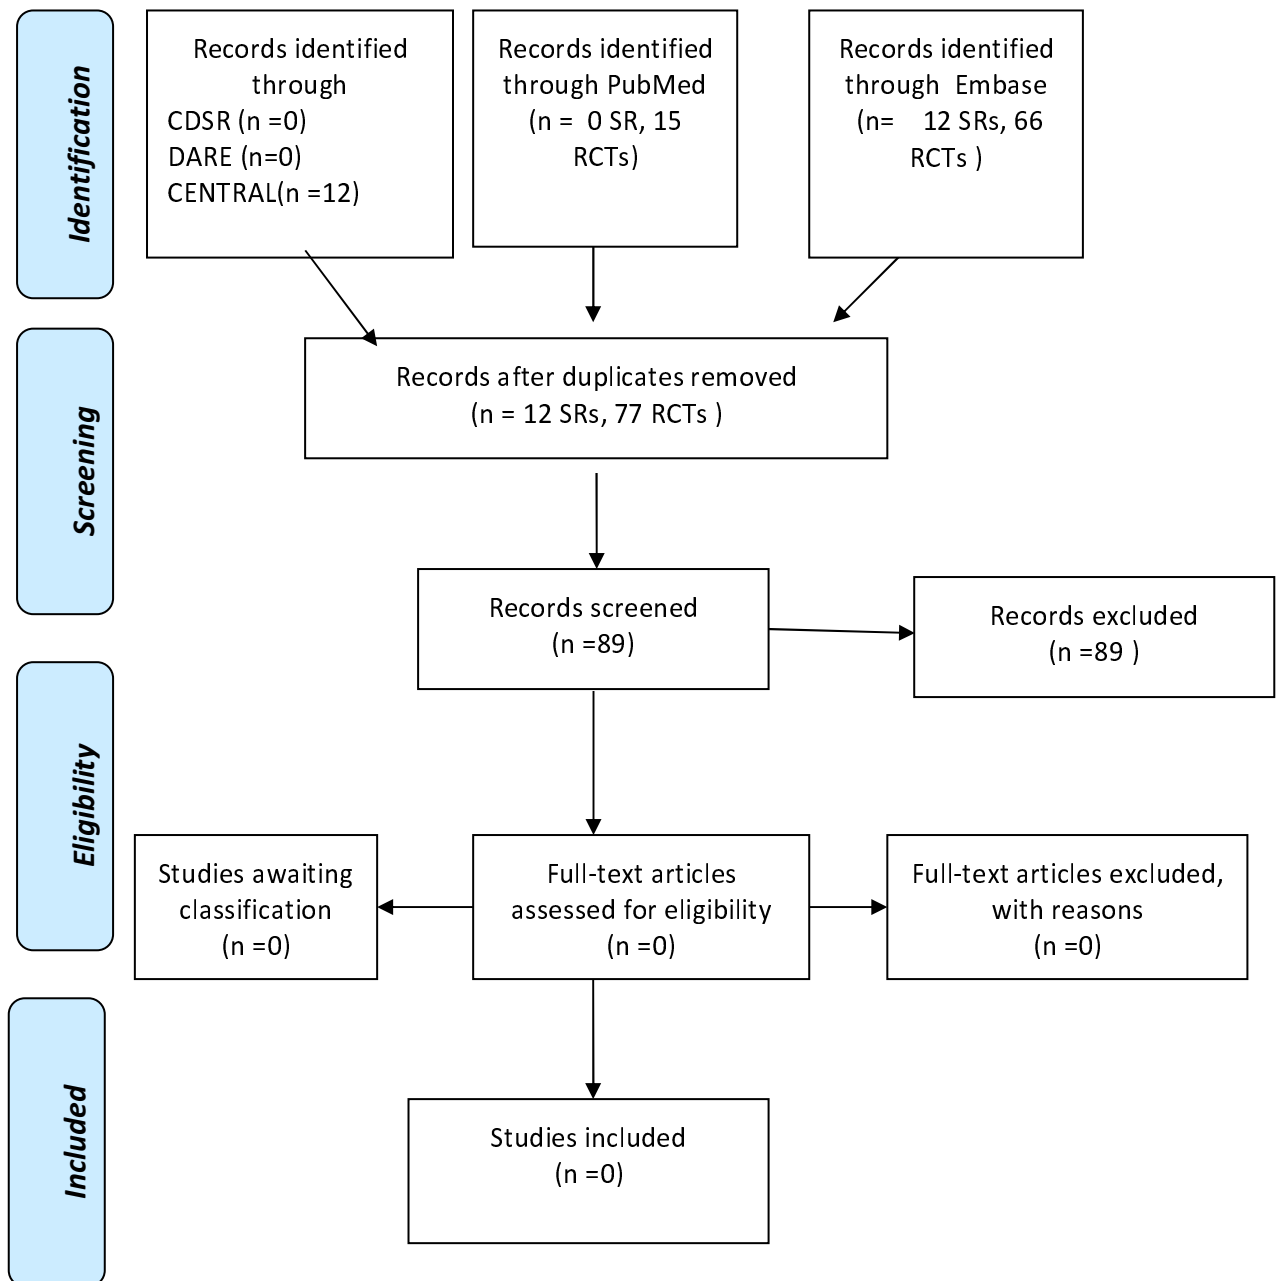 Identification
Records identified
through
CDSR (n =0)
DARE (n=0)
CENTRAL(n =12)
Records identified
through PubMed
(n = 0 SR, 15
RCTs)
Records identified
through Embase
(n= 12 SRs, 66
RCTs )
Screening
Records after duplicates removed
(n = 12 SRs, 77 RCTs )
Records screened
(n =89)
Records excluded
(n =89 )
Eligibility
Studies awaiting
classification
(n =0)
Full-text articles
assessed for eligibility
(n =0)
Full-text articles excluded,
with reasons
(n =0)
Included
Studies included
(n =0)